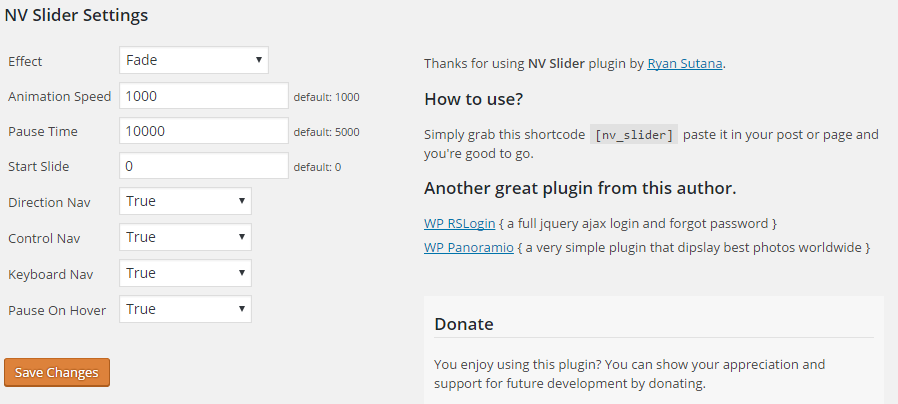 NV Slider Settings
Effect Fade
Animation Speed 1000 default: 1000
Pause Time 10000 default: 5000
Start Slide 0 default: 0
Direction Nav True
Control Nav True
Keyboard Nav True
Pause On Hover True
Save Changes
Thanks for using NV Slider plugin by Ryan Sutana.
How to use?
Simply grab this shortcode [nv_slider] paste it in your post or page and
you're good to go.
Another great plugin from this author.
WP RSLogin { a full jquery ajax login and forgot password }
WP Panoramio { a very simple plugin that dipslay best photos worldwide }
Donate
You enjoy using this plugin? You can show your appreciation and
support for future development by donating.